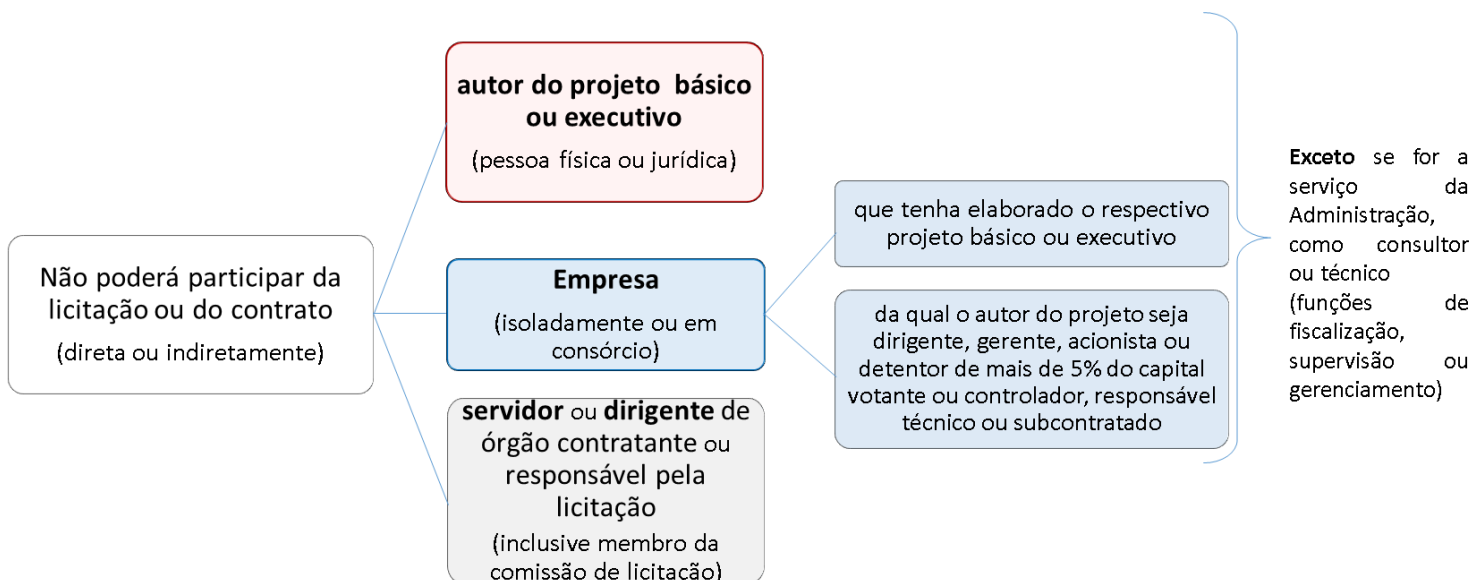 Não poderá participar da
licitação ou do contrato
(direta ou indiretamente)
autor do projeto básico
ou executivo
(pessoa física ou jurídica)
Empresa
(isoladamente ou em
consórcio)
servidor ou dirigente de
órgão contratante ou
responsável pela
licitação
(inclusive membro da
comissão de licitação)
que tenha elaborado o respectivo
projeto básico ou executivo
da qual o autor do projeto seja
dirigente, gerente, acionista ou
detentor de mais de 5% do capital
votante ou controlador, responsável
técnico ou subcontratado
Exceto se for a
serviço da
Administração,
como consultor
ou técnico
(funções de
fiscalização,
supervisão ou
gerenciamento)